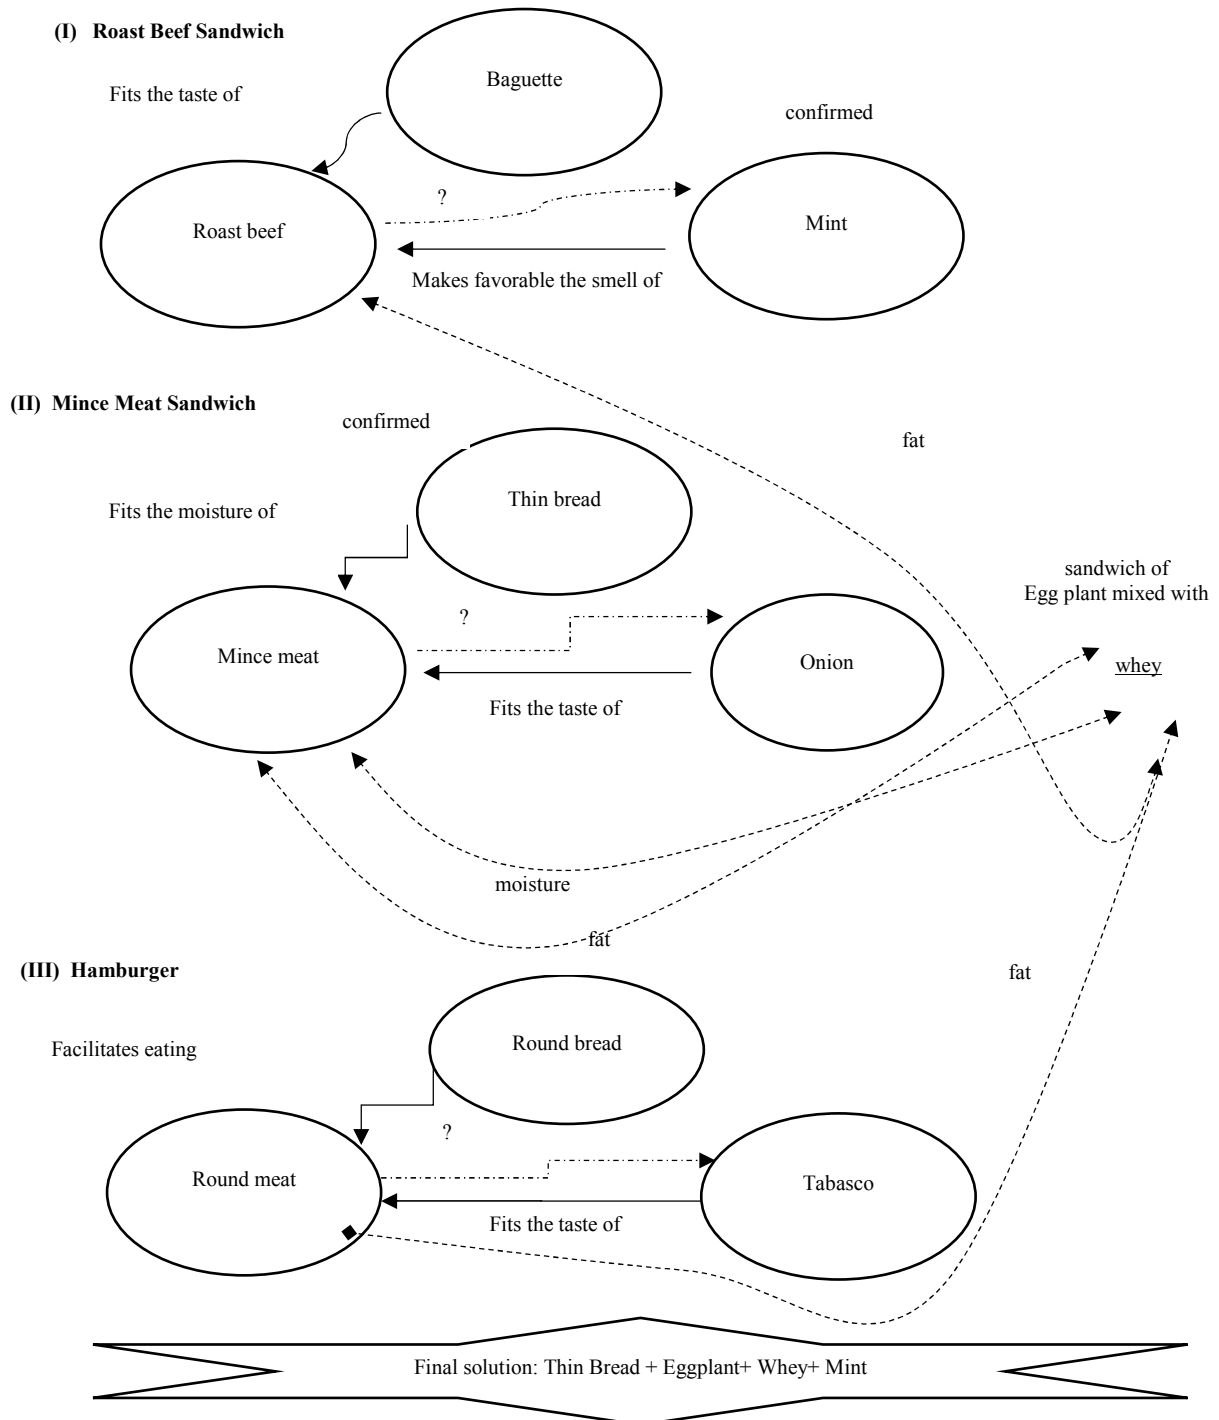 (I) Roast Beef Sandwich
Baguette
Fits the taste of
confirmed
?
Roast beef
Mint
Makes favorable the smell of
(II) Mince Meat Sandwich
confirmed
fat
Thin bread
Fits the moisture of
sandwich of
Egg plant mixed with
?
Mince meat
Onion
whey
Fits the taste of
moisture
fat
(III) Hamburger
fat
Round bread
Facilitates eating
?
Round meat
Tabasco
Fits the taste of
Final solution: Thin Bread + Eggplant+ Whey+ Mint